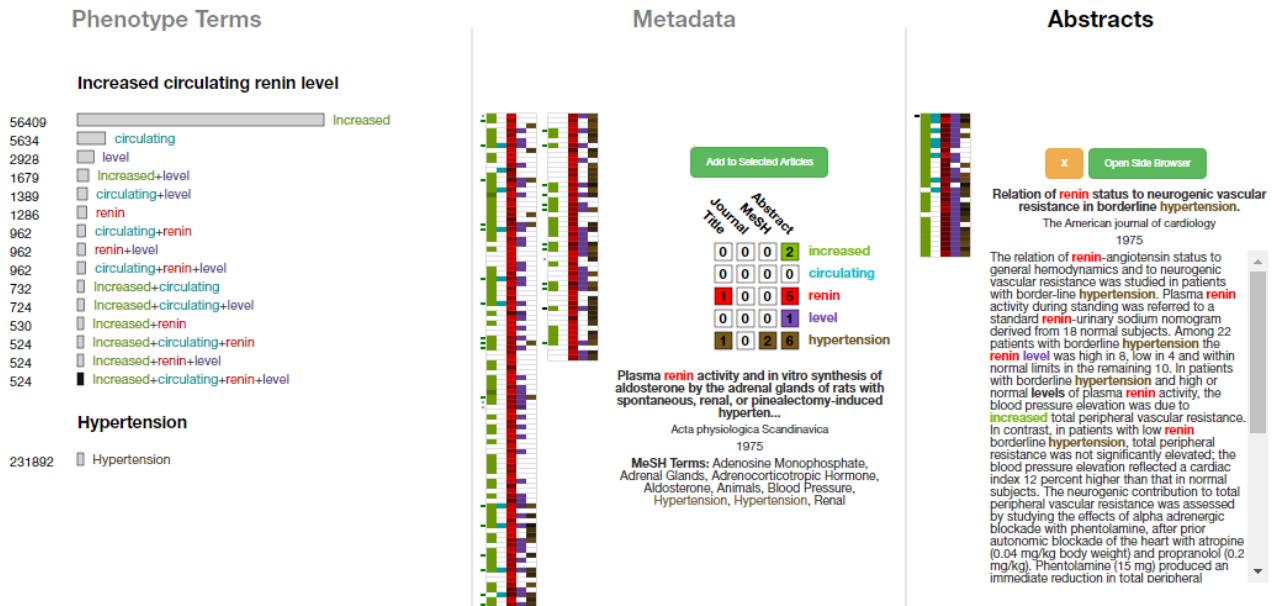 Phenotype Terms
Metadata
Abstracts
Increased circulating renin level
56409 Increased
5634 circulating
2928 level
1679 Increased+level
1389 circulating+level
1286 renin
962 circulating+renin
962 renin+level
962 circulating+renin+level
732 Increased+circulating
724 Increased+circulating+level
530 Increased+renin
524 Increased+circulating+renin
524 Increased+renin+level
524 Increased+circulating+renin+level
Hypertension
231892 Hypertension
Add to Selected Articles
Title Journal MeSH Abstract
0 0 0 2 increased
0 0 0 0 circulating
1 0 0 5 renin
0 0 0 1 level
1 0 2 6 hypertension
Plasma renin activity and in vitro synthesis of
aldosterone by the adrenal glands of rats with
spontaneous, renal, or pinealectomy-induced
hyperten...
Acta physiologica Scandinavica
1975
MeSH Terms: Adenosine Monophosphate,
Adrenal Glands, Adrenocorticotropic Hormone,
Aldosterone, Animals, Blood Pressure,
Hypertension, Hypertension, Renal
X
Open Side Browser
Relation of renin status to neurogenic vascular
resistance in borderline hypertension.
The American journal of cardiology
1975
The relation of renin-angiotensin status to
general hemodynamics and to neurogenic
vascular resistance was studied in patients
with border-line hypertension. Plasma renin
activity during standing was referred to a
standard renin-urinary sodium nomogram
derived from 18 normal subjects. Among 22
patients with borderline hypertension the
renin level was high in 8, low in 4 and within
normal limits in the remaining 10. In patients
with borderline hypertension and high or
normal levels of plasma renin activity, the
blood pressure elevation was due to
increased total peripheral vascular resistance.
In contrast, in patients with low renin
borderline hypertension, total peripheral
resistance was not significantly elevated; the
blood pressure elevation reflected a cardiac
index 12 percent higher than that in normal
subjects. The neurogenic contribution to total
peripheral vascular resistance was assessed
by studying the effects of alpha adrenergic
blockade with phentolamine, after prior
autonomic blockade of the heart with atropine
(0.04 mg/kg body weight) and propranolol (0.2
mg/kg). Phentolamine (15 mg) produced an
immediate reduction in total peripheral